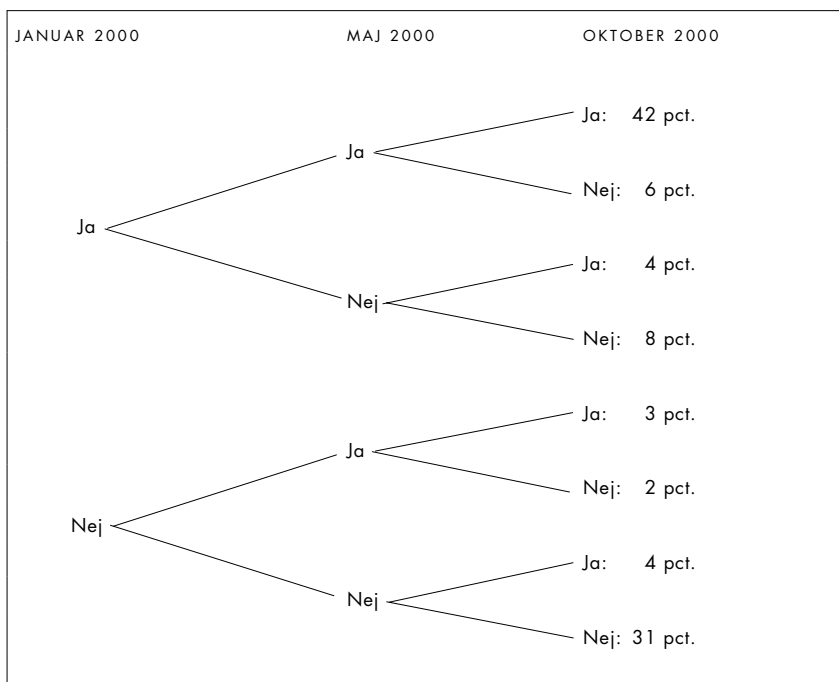 JANUAR 2000 MAJ 2000 OKTOBER 2000
Ja: 42 pct.
Ja
Nej: 6 pct.
Ja
Ja: 4 pct.
Nej
Nej: 8 pct.
Ja: 3 pct.
Ja
Nej: 2 pct.
Nej
Ja: 4 pct.
Nej
Nej: 31 pct.